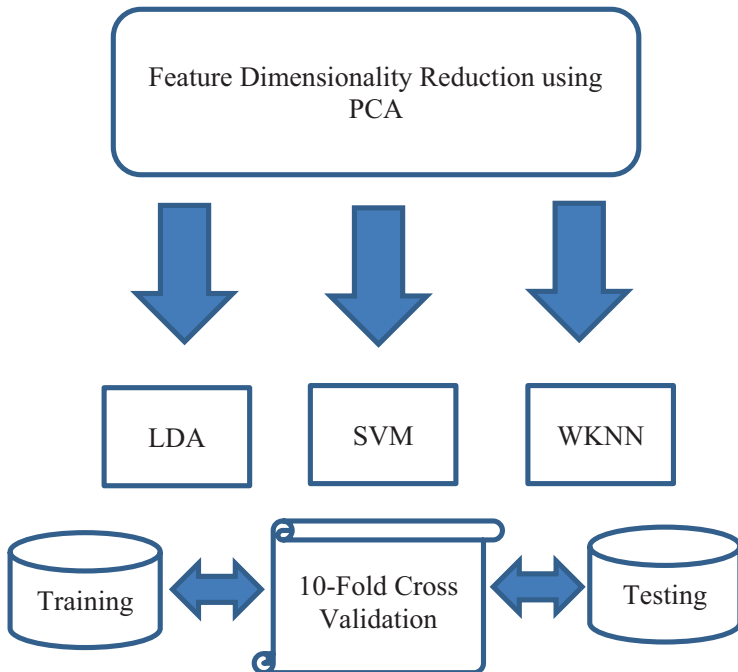 Feature Dimensionality Reduction using
PCA
LDA
SVM
WKNN
Training
10-Fold Cross
Validation
Testing